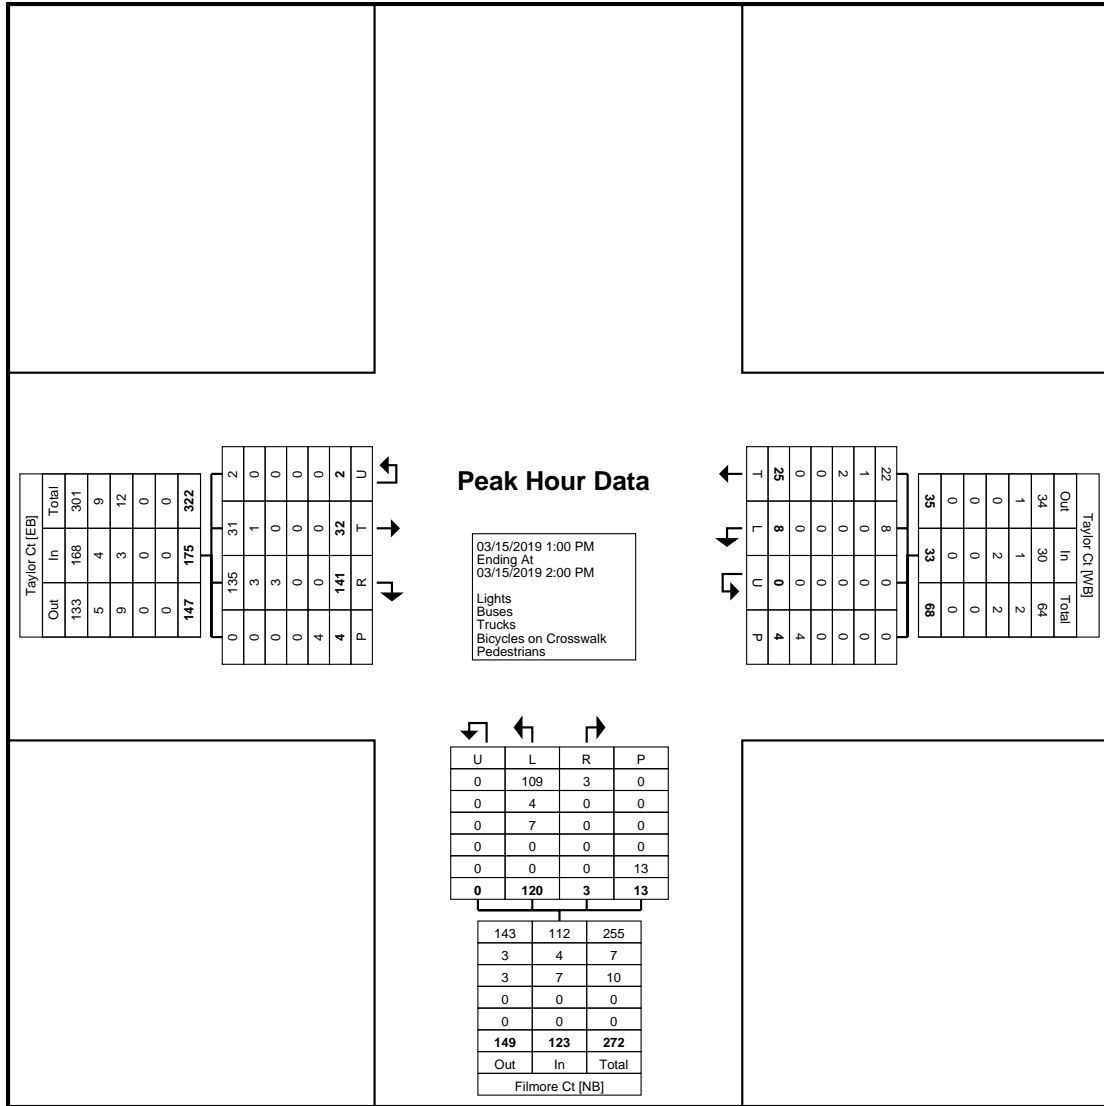 Peak Hour Data
03/15/2019 1:00 PM
Ending At
03/15/2019 2:00 PM
Lights
Buses
Trucks
Bicycles on Crosswalk
Pedestrians
U T R P
2 32 141 4
0 0 0 4
0 0 0 0
0 0 3 0
0 1 3 0
2 31 135 0
322 175 147
0 0 0
0 0 0
12 3 9
9 4 5
301 168 133
Total In Out
Taylor Ct [EB]
Taylor Ct [WB]
Out In Total
34 30 64
1 1 2
0 2 2
0 0 0
0 0 0
35 33 68
22 8 0 0
1 0 0 0
2 0 0 0
0 0 0 0
0 0 0 4
25 8 0 4
T L U P
U L R P
0 109 3 0
0 4 0 0
0 7 0 0
0 0 0 0
0 0 0 13
0 120 3 13
143 112 255
3 4 7
3 7 10
0 0 0
0 0 0
149 123 272
Out In Total
Filmore Ct [NB]